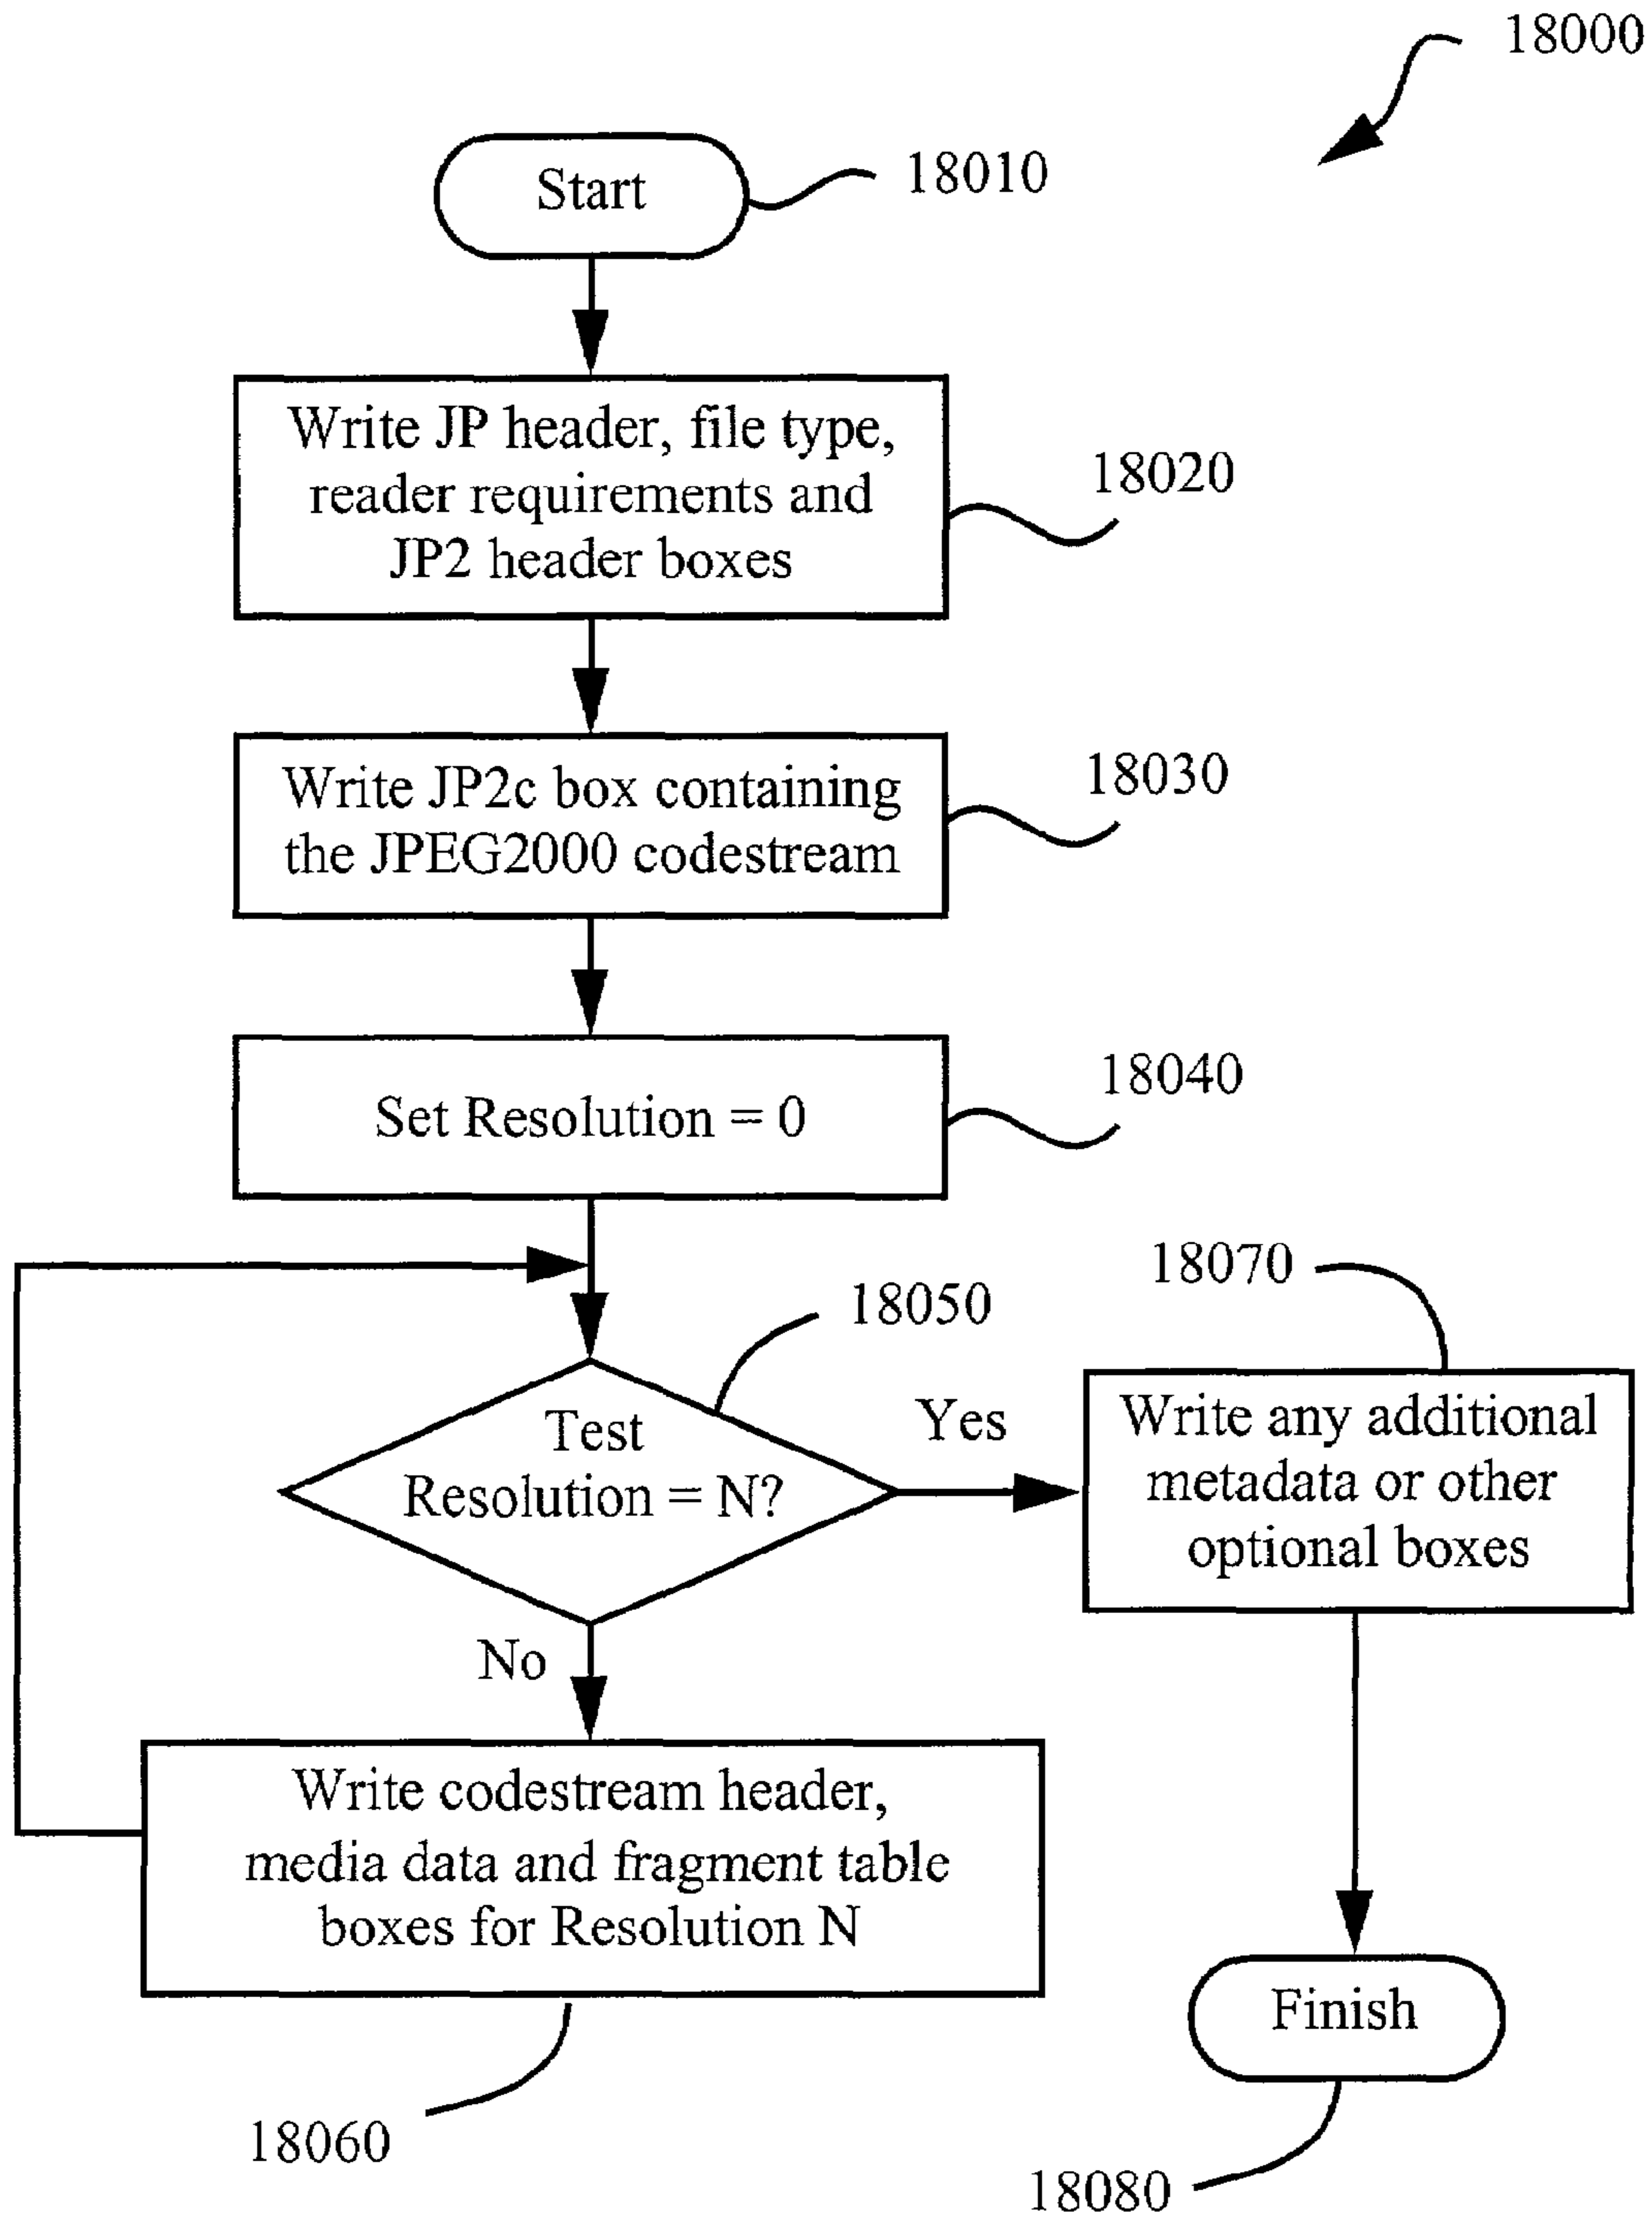 18000
Start
18010
Write JP header, file type,
reader requirements and
JP2 header boxes
18020
Write JP2c box containing
the JPEG2000 codestream
18030
Set Resolution = 0
18040
18050
Test
Resolution = N?
Yes
No
18070
Write any additional
metadata or other
optional boxes
Write codestream header,
media data and fragment table
boxes for Resolution N
18060
Finish
18080